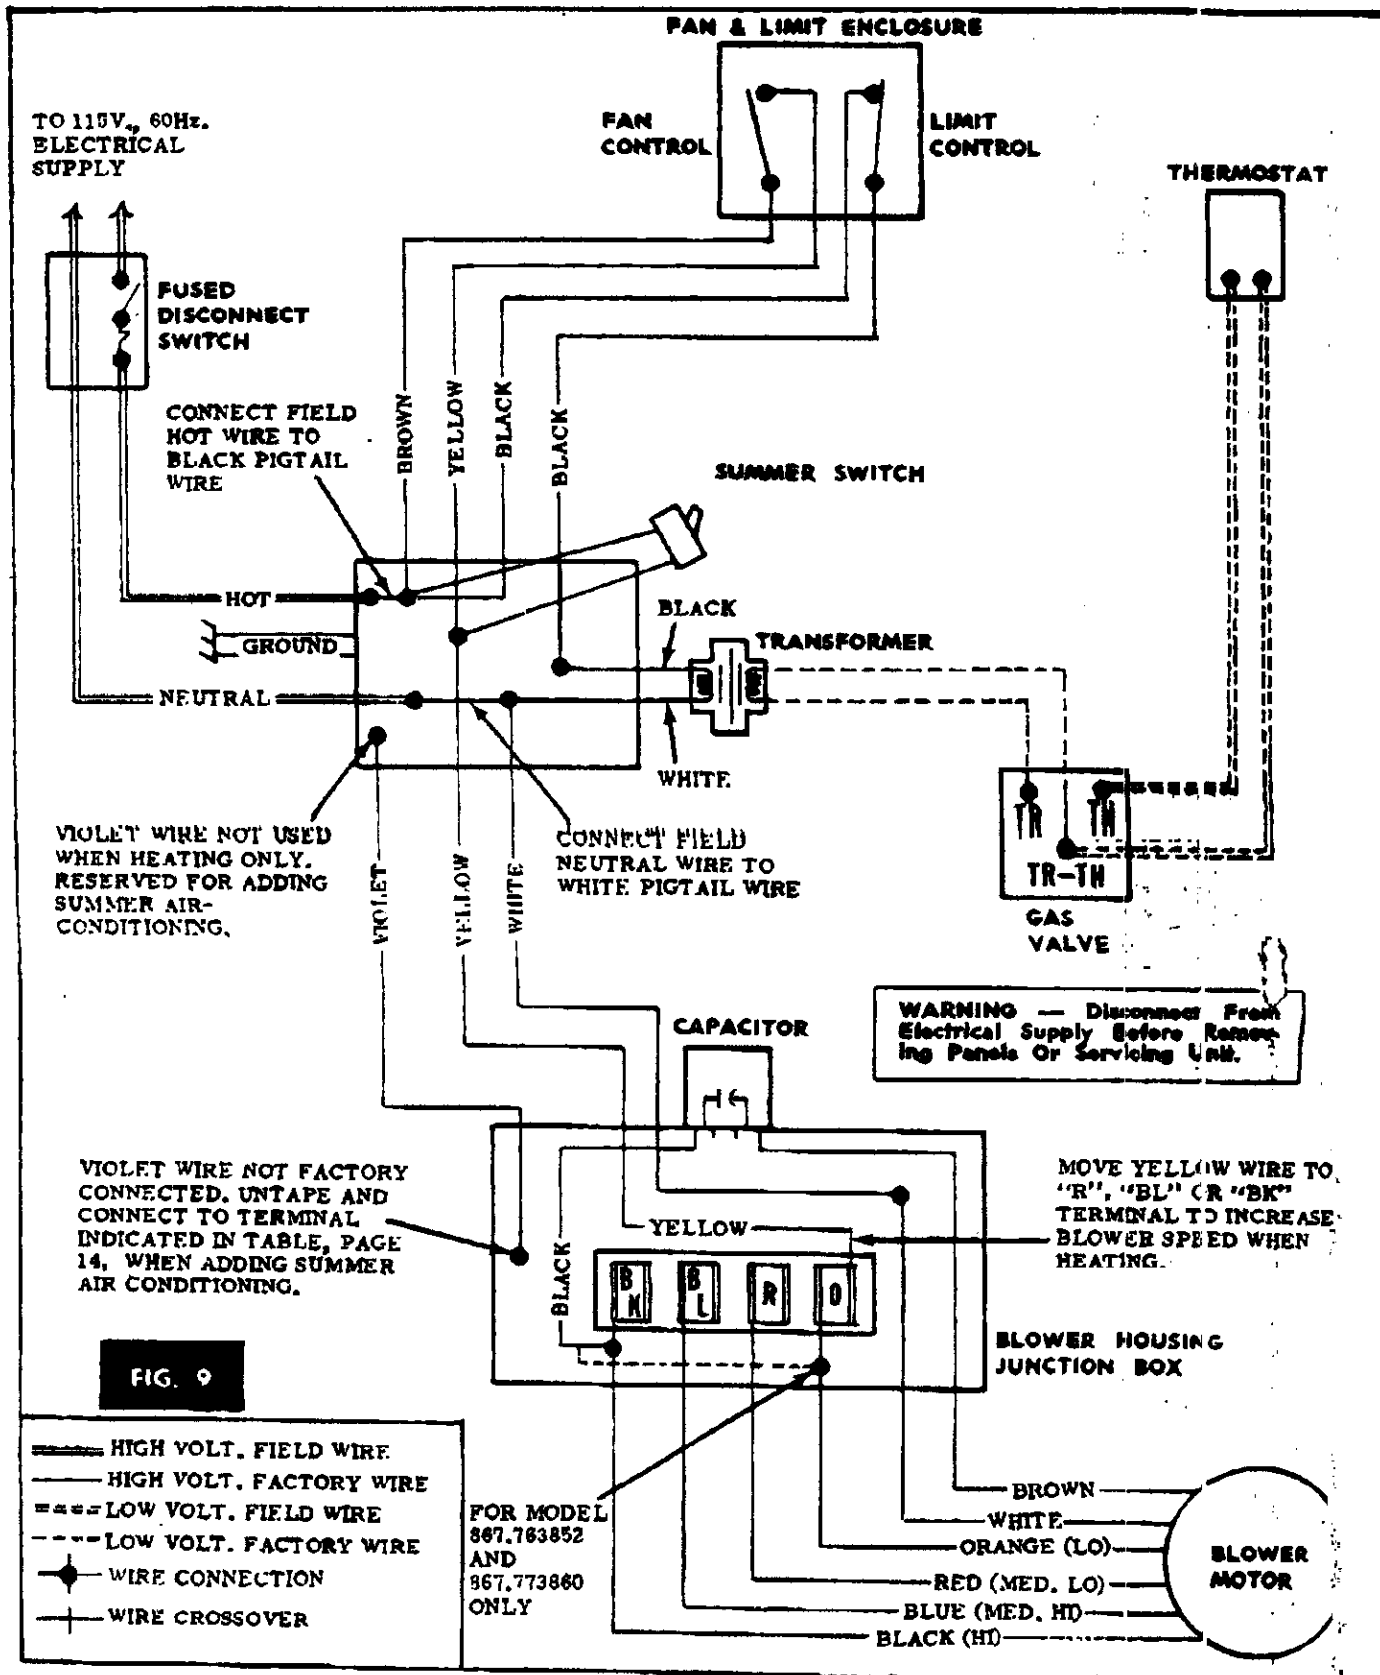 FAN & LIMIT ENCLOSURE
TO 115V., 60Hz.
ELECTRICAL
SUPPLY
FAN
CONTROL
LIMIT
CONTROL
THERMOSTAT
FUSED
DISCONNECT
SWITCH
CONNECT FIELD
HOT WIRE TO
BLACK PIGTAIL
WIRE
BROWN
YELLOW
BLACK
BLACK
SUMMER SWITCH
HOT
GROUND
NEUTRAL
BLACK
TRANSFORMER
WHITE
TR
TH
TR-TH
GAS
VALVE
VIOLET WIRE NOT USED
WHEN HEATING ONLY.
RESERVED FOR ADDING
SUMMER AIR-
CONDITIONING.
VIOLET
YELLOW
WHITE
CONNECT FIELD
NEUTRAL WIRE TO
WHITE PIGTAIL WIRE
WARNING — Disconnect From
Electrical Supply Before Remov-
ing Panels Or Servicing Unit.
CAPACITOR
VIOLET WIRE NOT FACTORY
CONNECTED. UNTAPE AND
CONNECT TO TERMINAL
INDICATED IN TABLE, PAGE
14, WHEN ADDING SUMMER
AIR CONDITIONING.
MOVE YELLOW WIRE TO
"R", "BL" OR "BK"
TERMINAL TO INCREASE
BLOWER SPEED WHEN
HEATING.
YELLOW
BLACK
BK
BL
R
O
BLOWER HOUSING
JUNCTION BOX
FIG. 9
HIGH VOLT. FIELD WIRE
HIGH VOLT. FACTORY WIRE
LOW VOLT. FIELD WIRE
LOW VOLT. FACTORY WIRE
WIRE CONNECTION
WIRE CROSSOVER
FOR MODEL
867.763852
AND
867.773860
ONLY
BROWN
WHITE
ORANGE (LO)
RED (MED. LO)
BLUE (MED. HI)
BLACK (HI)
BLOWER
MOTOR